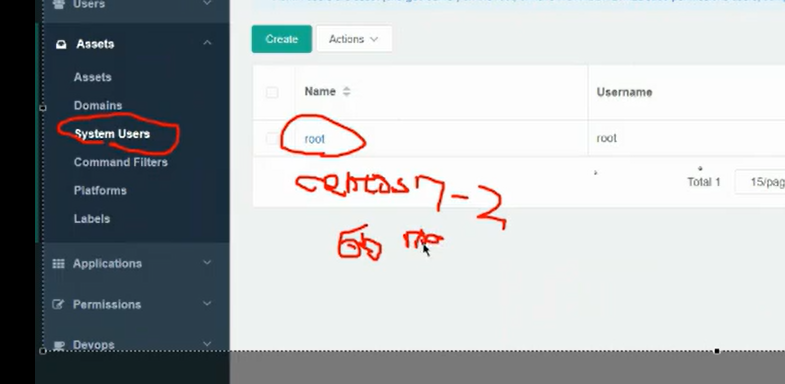 Users
Assets
Create
Actions
Assets
Name
Username
Domains
System Users
root
root
Command Filters
centos7-2
Total 1
15/pag
Platforms
Labels
的
Applications
Permissions
Devops